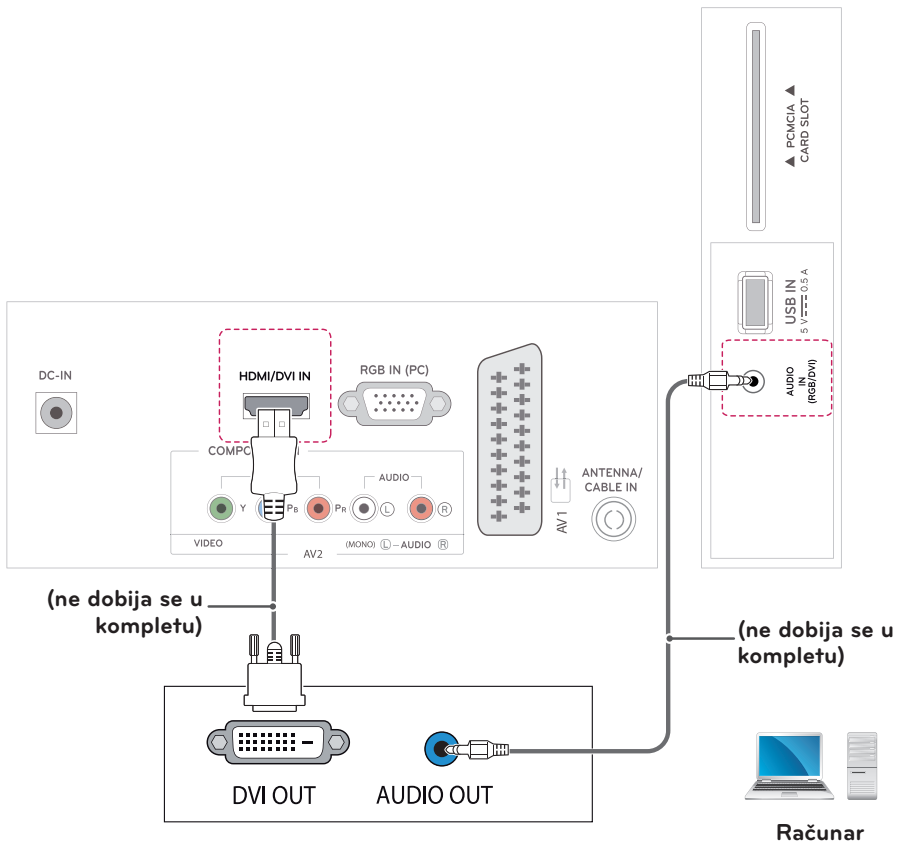 ▲ PCMCIA ▲
CARD SLOT
USB IN
5 V 0.5 A
AUDIO
IN
(RGB/DVI)
DC-IN
HDMI/DVI IN
RGB IN (PC)
AUDIO
Y
PB
PR
L
R
VIDEO
(MONO) L – AUDIO R
AV2
AV1
ANTENNA/
CABLE IN
(ne dobija se u
kompletu)
(ne dobija se u
kompletu)
DVI OUT
AUDIO OUT
Računar